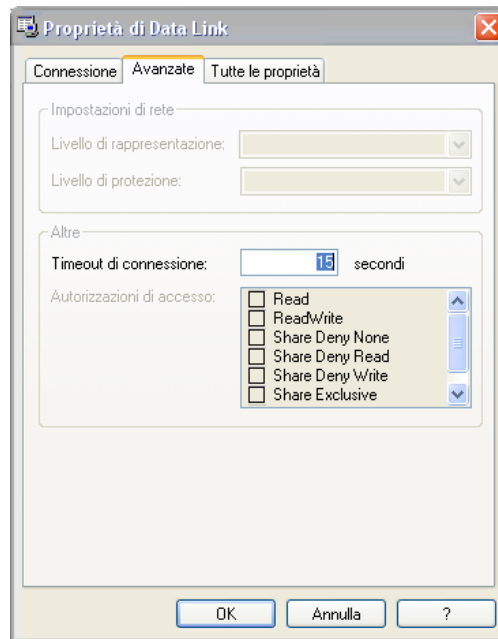 Proprietà di Data Link
Connessione Avanzate Tutte le proprietà
Impostazioni di rete
Livello di rappresentazione:
Livello di protezione:
Altre
Timeout di connessione: 15 secondi
Autorizzazioni di accesso:
Read
ReadWrite
Share Deny None
Share Deny Read
Share Deny Write
Share Exclusive
OK Annulla ?